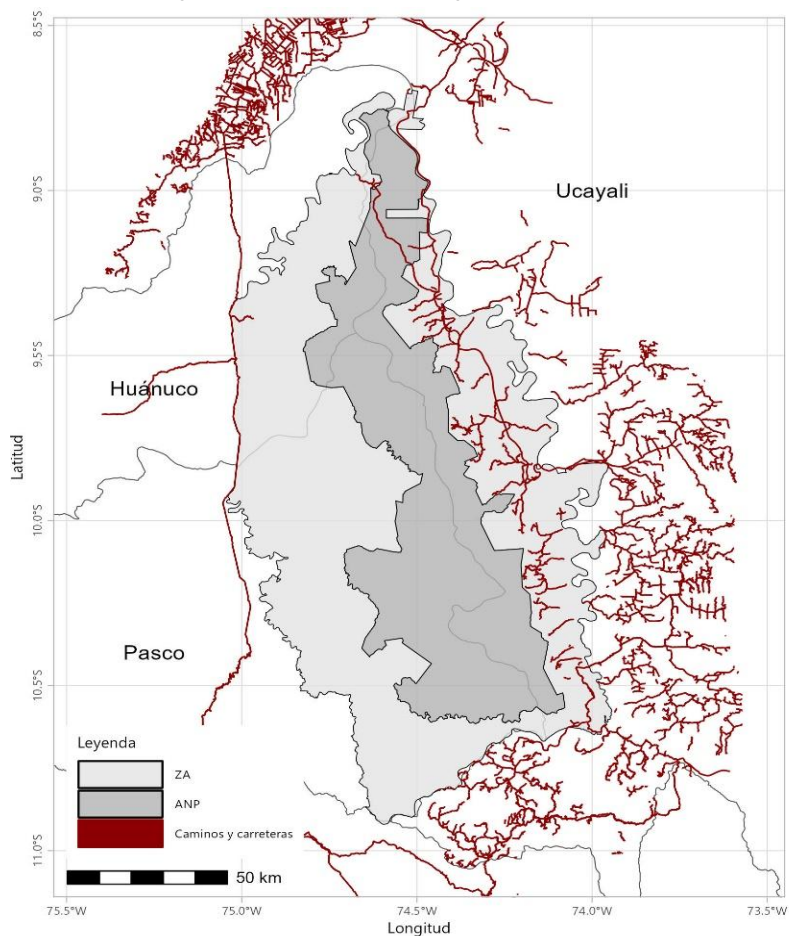 8.5°S
9.0°S
9.5°S
10.0°S
10.5°S
11.0°S
Latitud
Ucayali
Huánuco
Pasco
Leyenda
ZA
ANP
Caminos y carreteras
50 km
75.5°W
75.0°W
74.5°W
74.0°W
73.5°W
Longitud